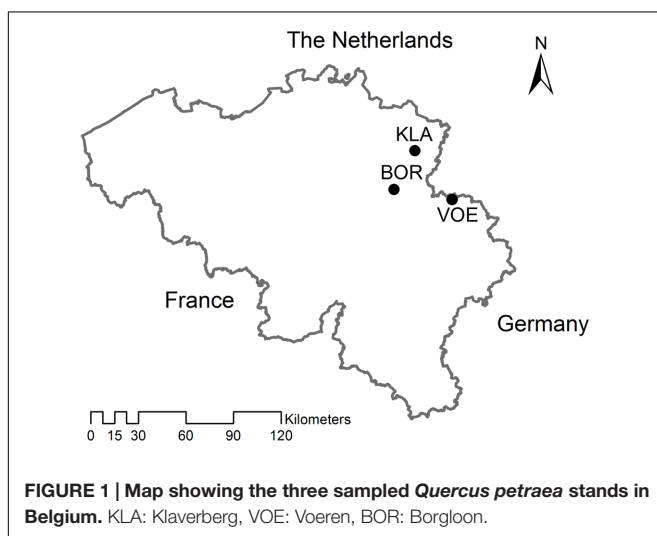 The Netherlands
N
KLA
BOR
VOE
France
Germany
Kilometers
0 15 30 60 90 120
FIGURE 1 | Map showing the three sampled Quercus petraea stands in
Belgium. KLA: Klaverberg, VOE: Voeren, BOR: Borgloon.